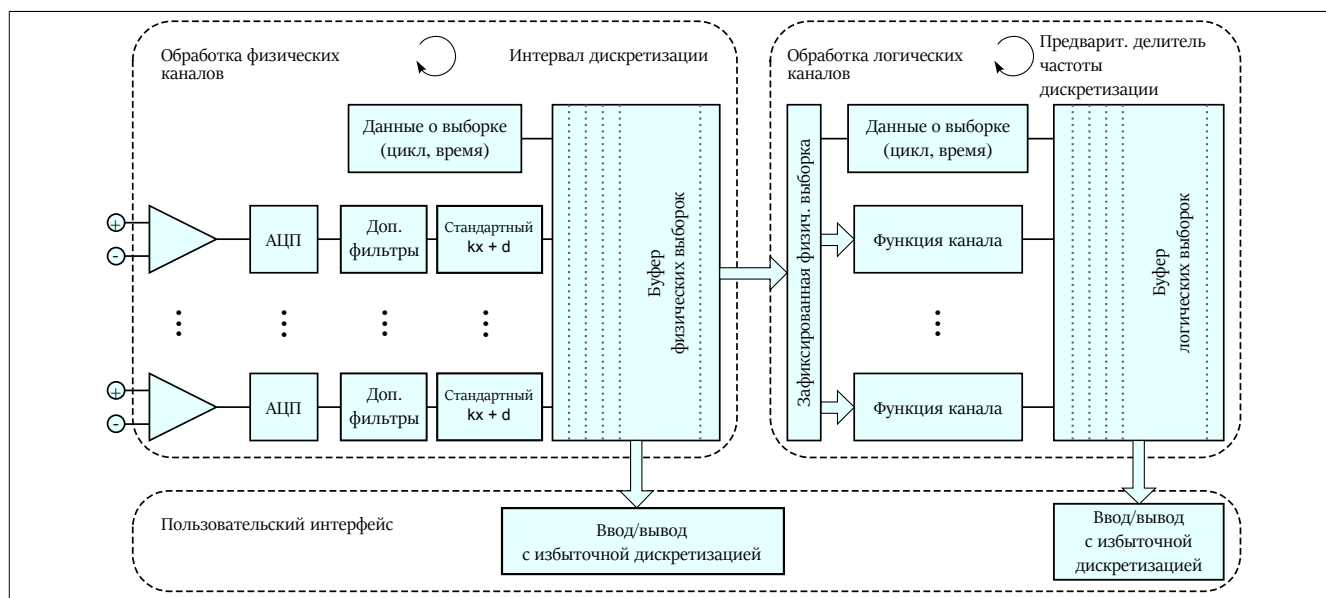 Обработка физических
каналов
Интервал дискретизации
Данные о выборке
(цикл, время)
+
-
АЦП
Доп.
фильтры
Стандартный
kx + d
+
-
АЦП
Доп.
фильтры
Стандартный
kx + d
Буфер
физических выборок
Обработка логических
каналов
Предварит. делитель
частоты
дискретизации
Зафиксированная физич. выборка
Данные о выборке
(цикл, время)
Функция канала
Функция канала
Буфер
логических выборок
Пользовательский интерфейс
Ввод/вывод
с избыточной дискретизацией
Ввод/вывод
с избыточной
дискретизацией